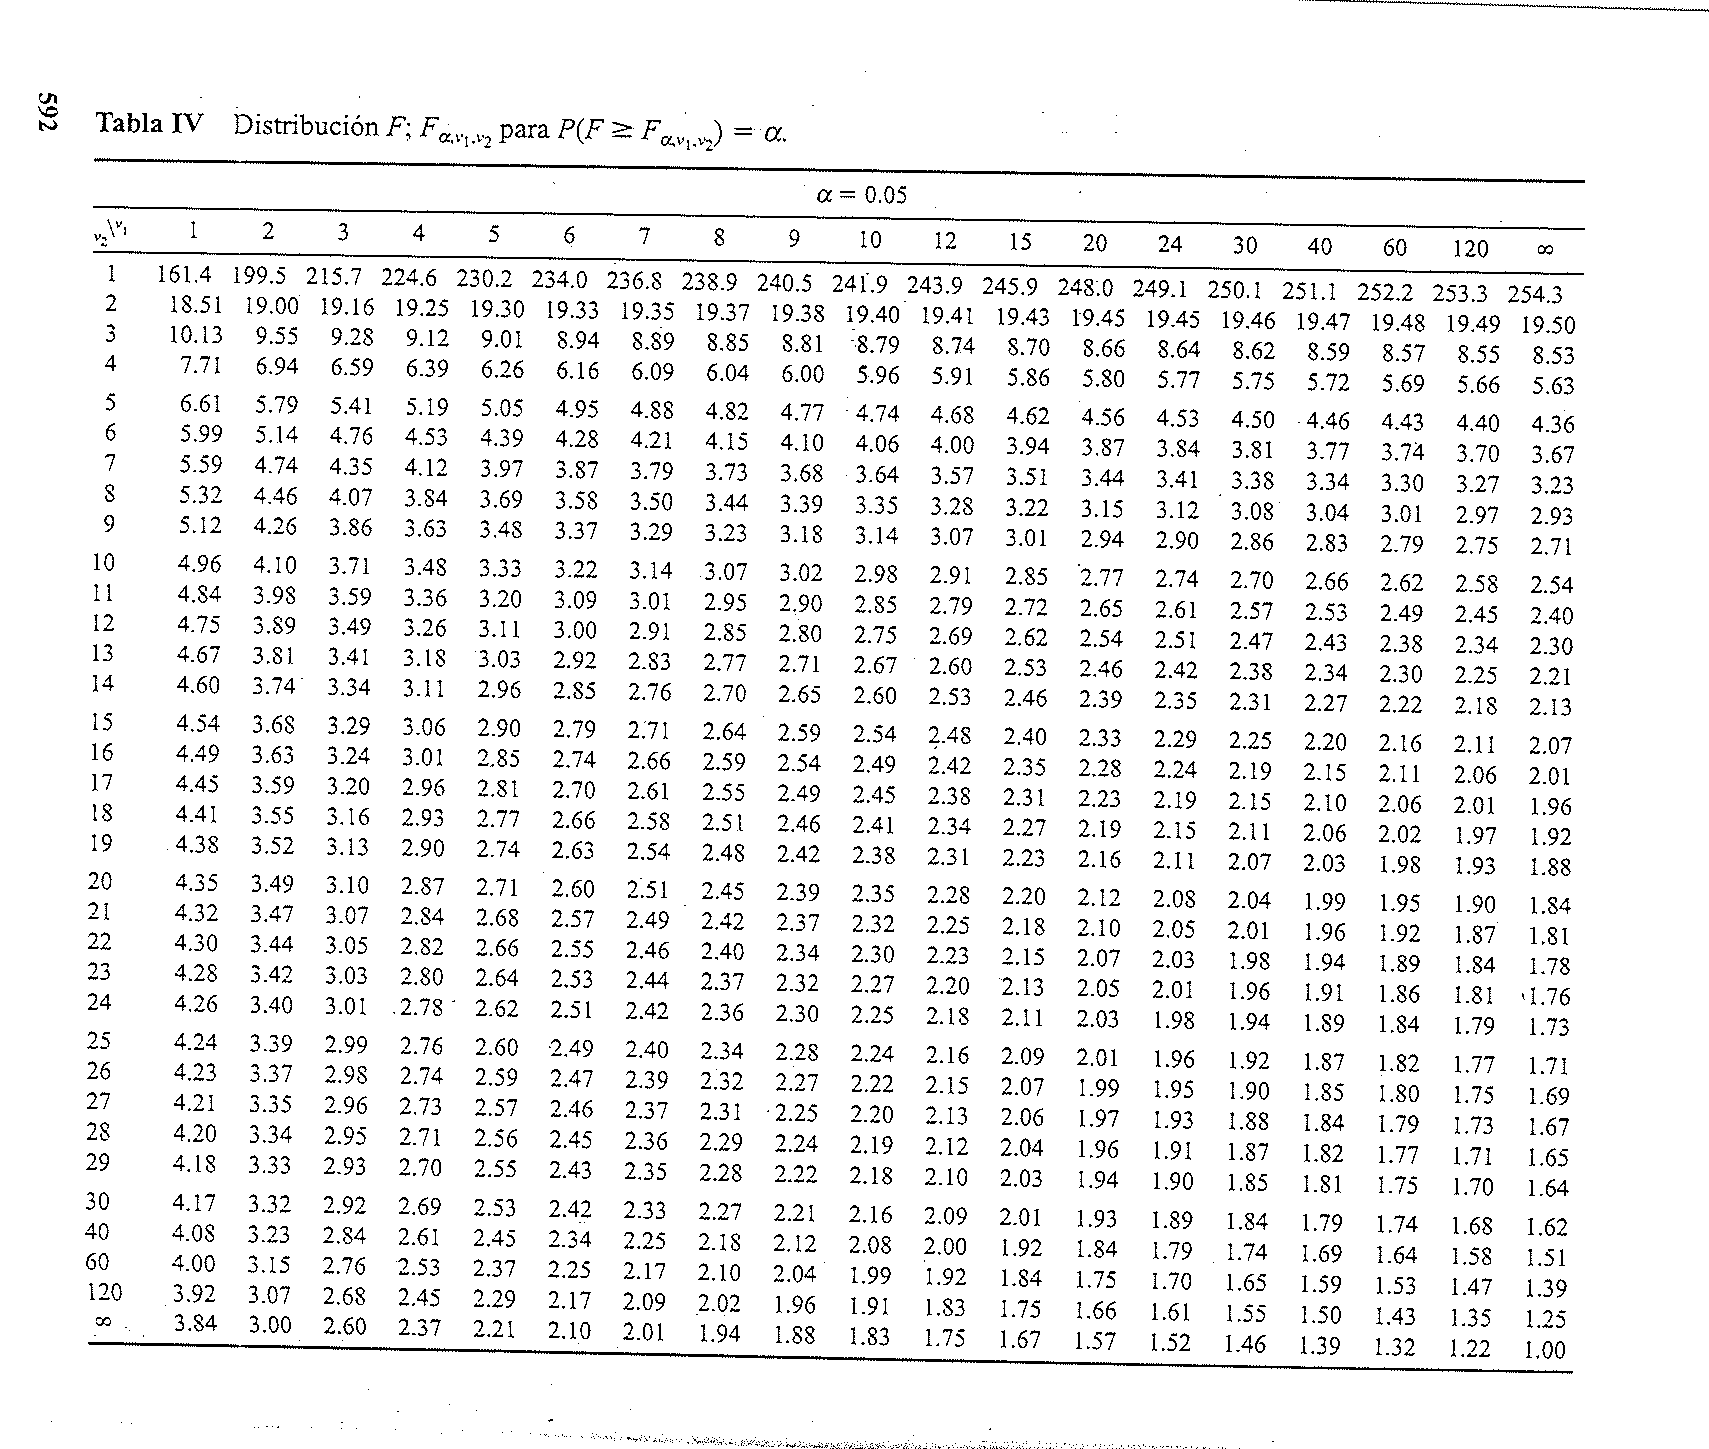 592
Tabla IV Distribución F; Fα,ν1,ν2 para P(F ≥ Fα,ν1,ν2) = α.
α = 0.05
ν2\ν1 1 2 3 4 5 6 7 8 9 10 12 15 20 24 30 40 60 120 ∞
1 161.4 199.5 215.7 224.6 230.2 234.0 236.8 238.9 240.5 241.9 243.9 245.9 248.0 249.1 250.1 251.1 252.2 253.3 254.3
2 18.51 19.00 19.16 19.25 19.30 19.33 19.35 19.37 19.38 19.40 19.41 19.43 19.45 19.45 19.46 19.47 19.48 19.49 19.50
3 10.13 9.55 9.28 9.12 9.01 8.94 8.89 8.85 8.81 8.79 8.74 8.70 8.66 8.64 8.62 8.59 8.57 8.55 8.53
4 7.71 6.94 6.59 6.39 6.26 6.16 6.09 6.04 6.00 5.96 5.91 5.86 5.80 5.77 5.75 5.72 5.69 5.66 5.63
5 6.61 5.79 5.41 5.19 5.05 4.95 4.88 4.82 4.77 4.74 4.68 4.62 4.56 4.53 4.50 4.46 4.43 4.40 4.36
6 5.99 5.14 4.76 4.53 4.39 4.28 4.21 4.15 4.10 4.06 4.00 3.94 3.87 3.84 3.81 3.77 3.74 3.70 3.67
7 5.59 4.74 4.35 4.12 3.97 3.87 3.79 3.73 3.68 3.64 3.57 3.51 3.44 3.41 3.38 3.34 3.30 3.27 3.23
8 5.32 4.46 4.07 3.84 3.69 3.58 3.50 3.44 3.39 3.35 3.28 3.22 3.15 3.12 3.08 3.04 3.01 2.97 2.93
9 5.12 4.26 3.86 3.63 3.48 3.37 3.29 3.23 3.18 3.14 3.07 3.01 2.94 2.90 2.86 2.83 2.79 2.75 2.71
10 4.96 4.10 3.71 3.48 3.33 3.22 3.14 3.07 3.02 2.98 2.91 2.85 2.77 2.74 2.70 2.66 2.62 2.58 2.54
11 4.84 3.98 3.59 3.36 3.20 3.09 3.01 2.95 2.90 2.85 2.79 2.72 2.65 2.61 2.57 2.53 2.49 2.45 2.40
12 4.75 3.89 3.49 3.26 3.11 3.00 2.91 2.85 2.80 2.75 2.69 2.62 2.54 2.51 2.47 2.43 2.38 2.34 2.30
13 4.67 3.81 3.41 3.18 3.03 2.92 2.83 2.77 2.71 2.67 2.60 2.53 2.46 2.42 2.38 2.34 2.30 2.25 2.21
14 4.60 3.74 3.34 3.11 2.96 2.85 2.76 2.70 2.65 2.60 2.53 2.46 2.39 2.35 2.31 2.27 2.22 2.18 2.13
15 4.54 3.68 3.29 3.06 2.90 2.79 2.71 2.64 2.59 2.54 2.48 2.40 2.33 2.29 2.25 2.20 2.16 2.11 2.07
16 4.49 3.63 3.24 3.01 2.85 2.74 2.66 2.59 2.54 2.49 2.42 2.35 2.28 2.24 2.19 2.15 2.11 2.06 2.01
17 4.45 3.59 3.20 2.96 2.81 2.70 2.61 2.55 2.49 2.45 2.38 2.31 2.23 2.19 2.15 2.10 2.06 2.01 1.96
18 4.41 3.55 3.16 2.93 2.77 2.66 2.58 2.51 2.46 2.41 2.34 2.27 2.19 2.15 2.11 2.06 2.02 1.97 1.92
19 4.38 3.52 3.13 2.90 2.74 2.63 2.54 2.48 2.42 2.38 2.31 2.23 2.16 2.11 2.07 2.03 1.98 1.93 1.88
20 4.35 3.49 3.10 2.87 2.71 2.60 2.51 2.45 2.39 2.35 2.28 2.20 2.12 2.08 2.04 1.99 1.95 1.90 1.84
21 4.32 3.47 3.07 2.84 2.68 2.57 2.49 2.42 2.37 2.32 2.25 2.18 2.10 2.05 2.01 1.96 1.92 1.87 1.81
22 4.30 3.44 3.05 2.82 2.66 2.55 2.46 2.40 2.34 2.30 2.23 2.15 2.07 2.03 1.98 1.94 1.89 1.84 1.78
23 4.28 3.42 3.03 2.80 2.64 2.53 2.44 2.37 2.32 2.27 2.20 2.13 2.05 2.01 1.96 1.91 1.86 1.81 1.76
24 4.26 3.40 3.01 2.78 2.62 2.51 2.42 2.36 2.30 2.25 2.18 2.11 2.03 1.98 1.94 1.89 1.84 1.79 1.73
25 4.24 3.39 2.99 2.76 2.60 2.49 2.40 2.34 2.28 2.24 2.16 2.09 2.01 1.96 1.92 1.87 1.82 1.77 1.71
26 4.23 3.37 2.98 2.74 2.59 2.47 2.39 2.32 2.27 2.22 2.15 2.07 1.99 1.95 1.90 1.85 1.80 1.75 1.69
27 4.21 3.35 2.96 2.73 2.57 2.46 2.37 2.31 2.25 2.20 2.13 2.06 1.97 1.93 1.88 1.84 1.79 1.73 1.67
28 4.20 3.34 2.95 2.71 2.56 2.45 2.36 2.29 2.24 2.19 2.12 2.04 1.96 1.91 1.87 1.82 1.77 1.71 1.65
29 4.18 3.33 2.93 2.70 2.55 2.43 2.35 2.28 2.22 2.18 2.10 2.03 1.94 1.90 1.85 1.81 1.75 1.70 1.64
30 4.17 3.32 2.92 2.69 2.53 2.42 2.33 2.27 2.21 2.16 2.09 2.01 1.93 1.89 1.84 1.79 1.74 1.68 1.62
40 4.08 3.23 2.84 2.61 2.45 2.34 2.25 2.18 2.12 2.08 2.00 1.92 1.84 1.79 1.74 1.69 1.64 1.58 1.51
60 4.00 3.15 2.76 2.53 2.37 2.25 2.17 2.10 2.04 1.99 1.92 1.84 1.75 1.70 1.65 1.59 1.53 1.47 1.39
120 3.92 3.07 2.68 2.45 2.29 2.17 2.09 2.02 1.96 1.91 1.83 1.75 1.66 1.61 1.55 1.50 1.43 1.35 1.25
∞ 3.84 3.00 2.60 2.37 2.21 2.10 2.01 1.94 1.88 1.83 1.75 1.67 1.57 1.52 1.46 1.39 1.32 1.22 1.00